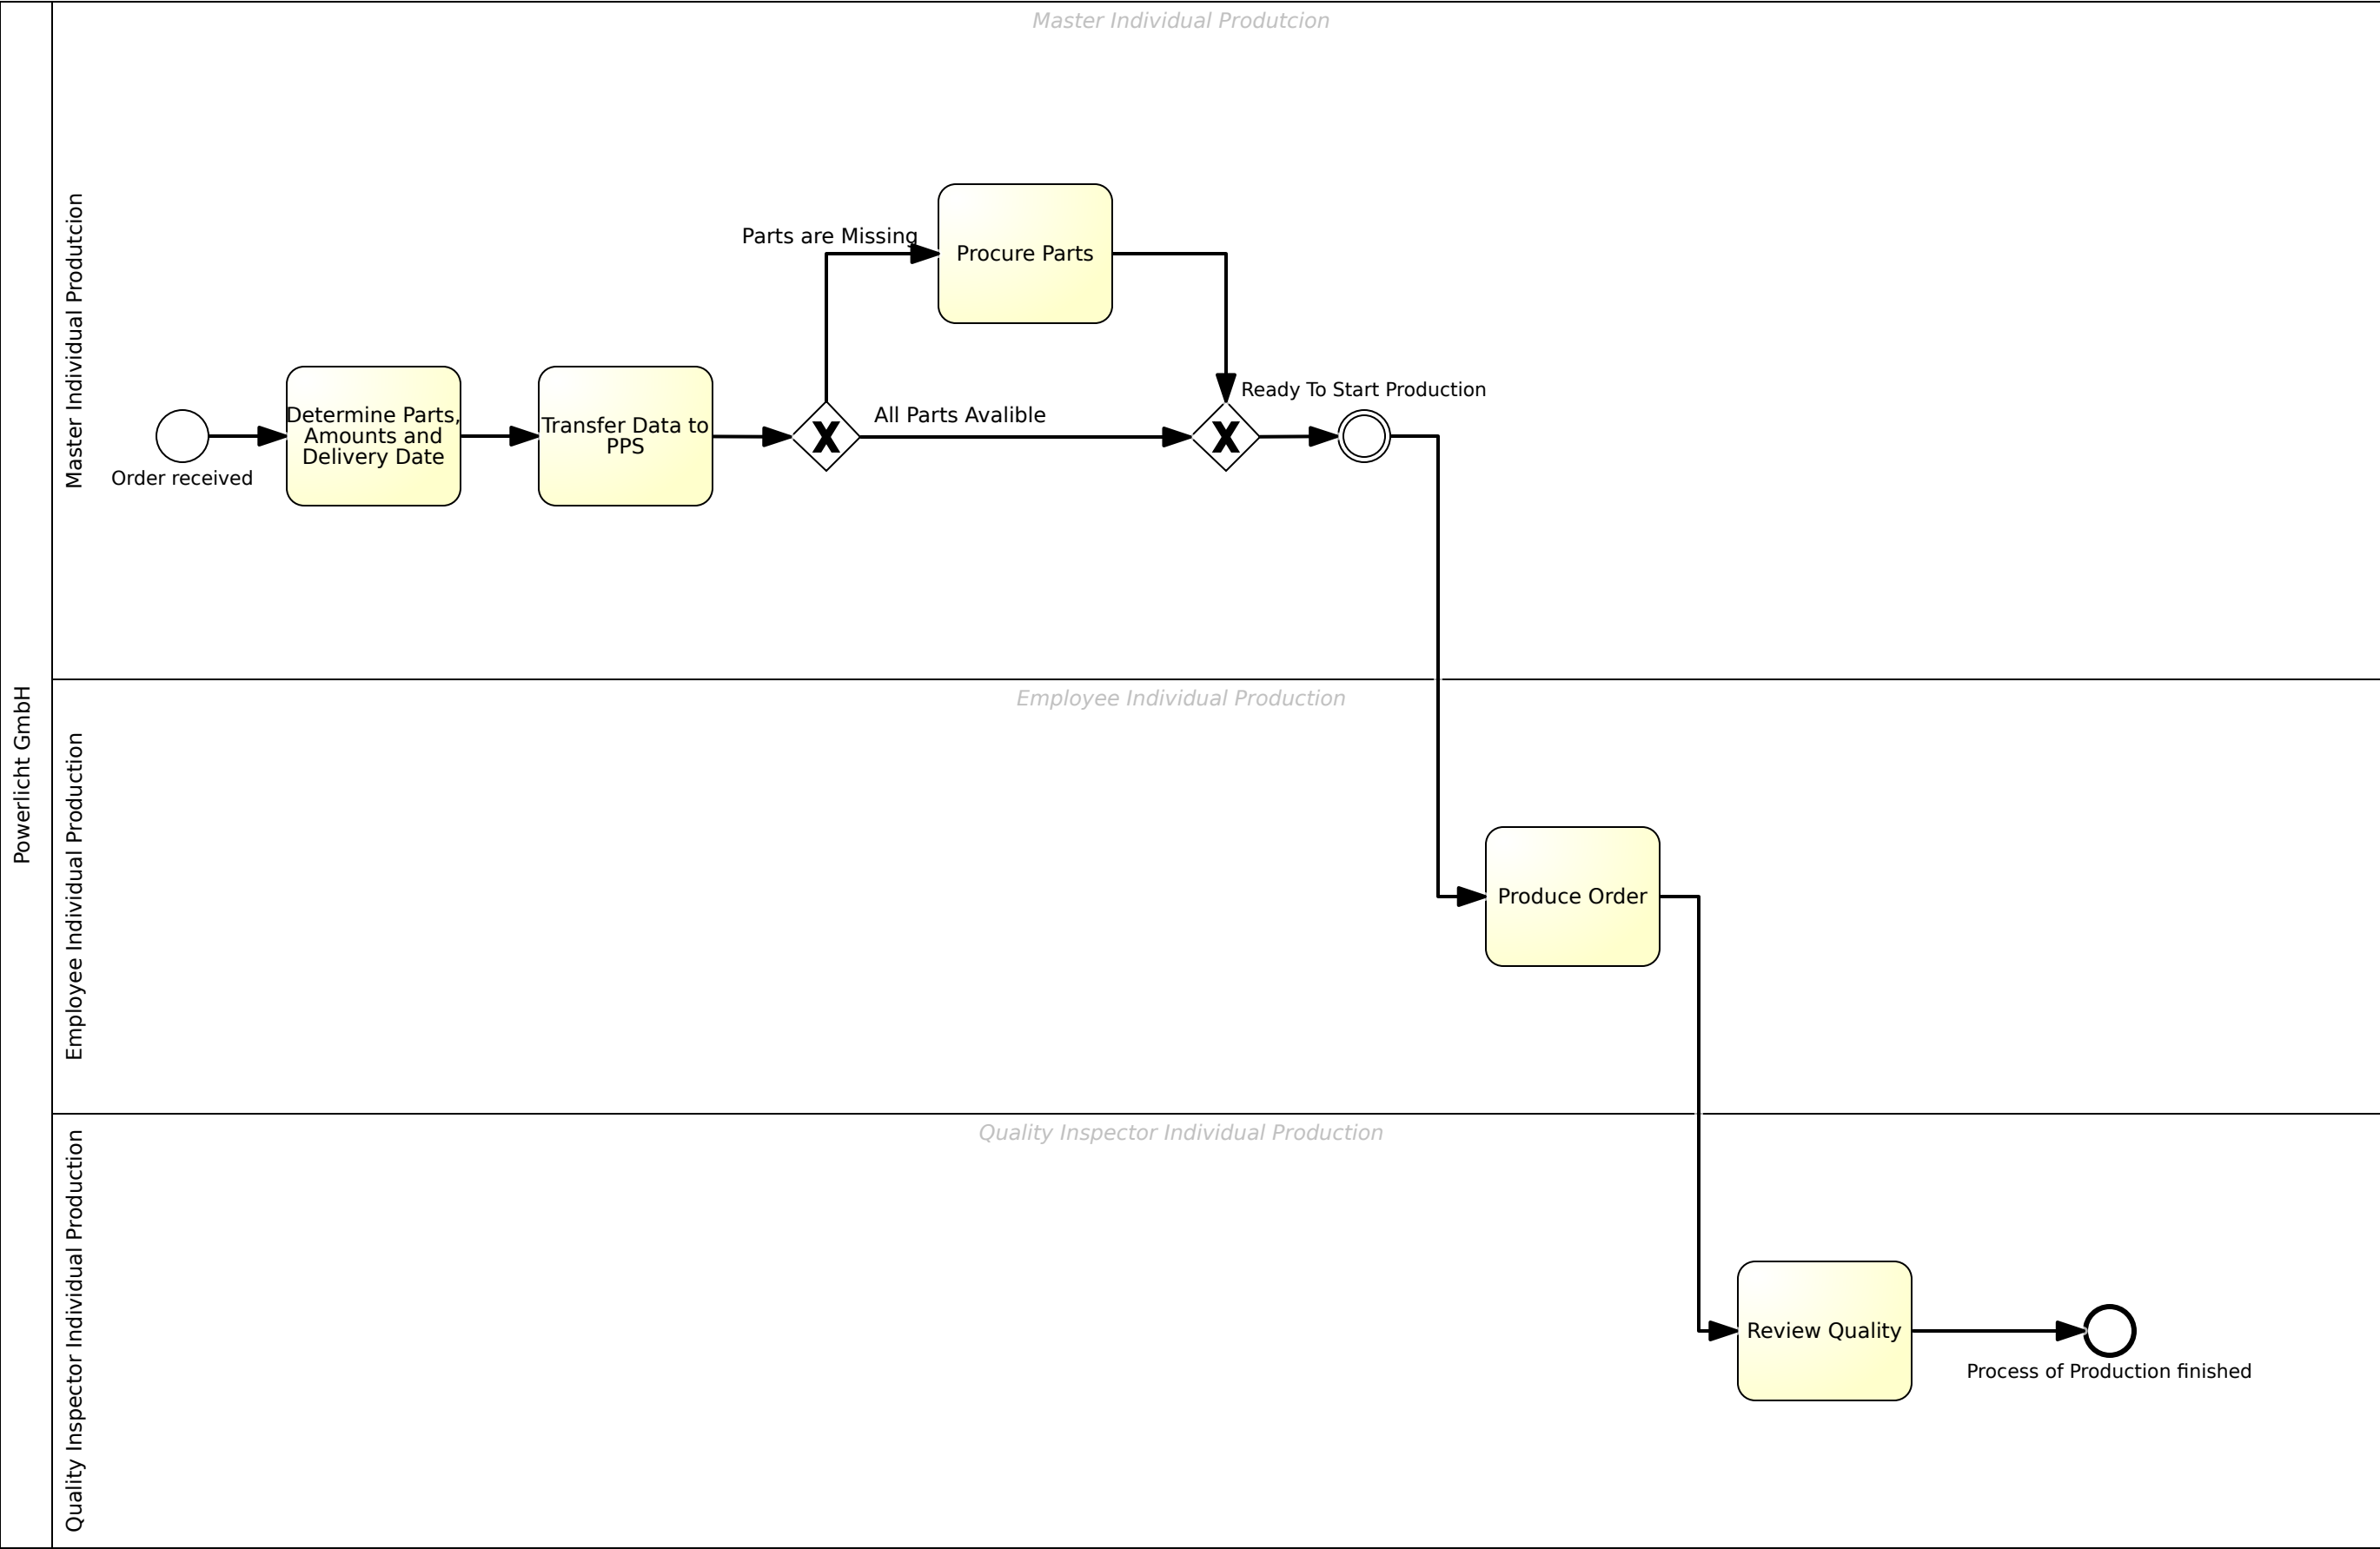 Powerlicht GmbH
Master Individual Produtcion
Master Individual Produtcion
Order received
Determine Parts,
Amounts and
Delivery Date
Transfer Data to
PPS
Parts are Missing
Procure Parts
All Parts Avalible
Ready To Start Production
Employee Individual Production
Employee Individual Production
Produce Order
Quality Inspector Individual Production
Quality Inspector Individual Production
Review Quality
Process of Production finished